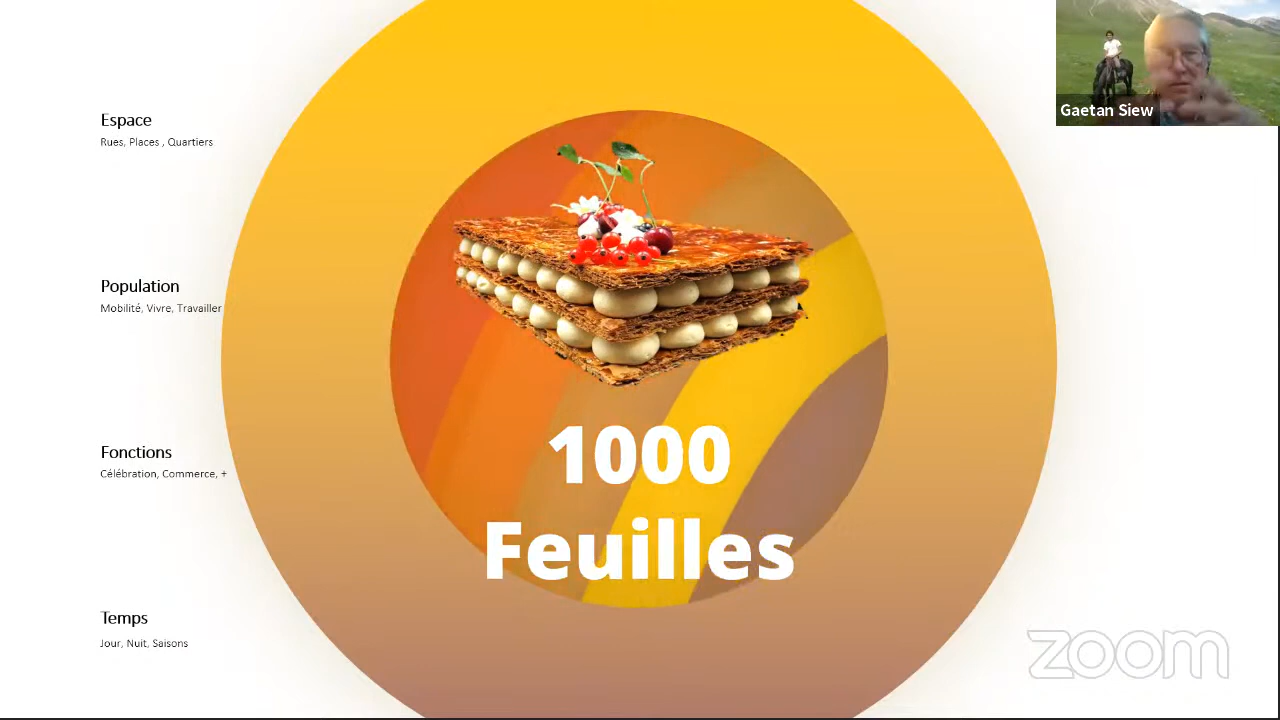 Espace
Rues, Places , Quartiers
Population
Mobilité, Vivre, Travailler
Fonctions
Célébration, Commerce, +
Temps
Jour, Nuit, Saisons
1000
Feuilles
Gaetan Siew
zoom